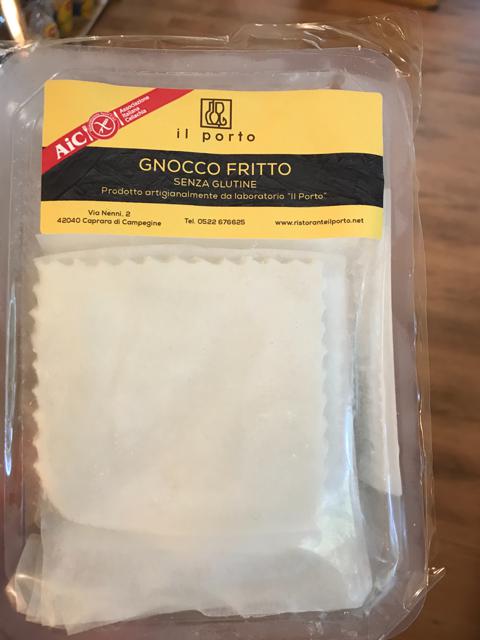 AiC
Associazione
Italiana
Celiachia
il porto
GNOCCO FRITTO
SENZA GLUTINE
Prodotto artigianalmente da laboratorio "Il Porto"
Via Nenni, 2
42040 Caprara di Campegine
Tel. 0522 676625
www.ristoranteilporto.net